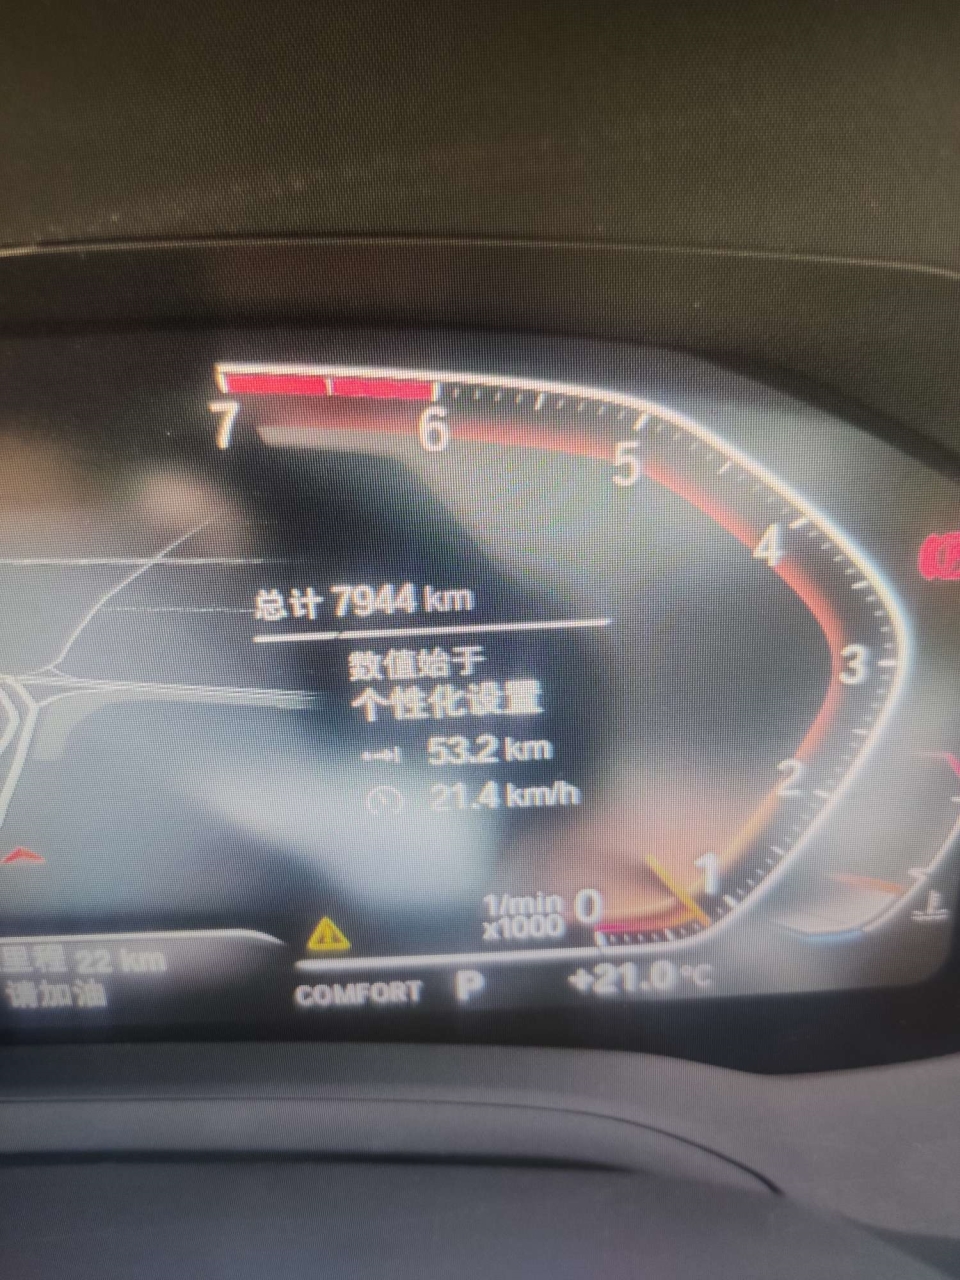 7
6
5
4
3
2
1
0
总计 7944 km
数值始于
个性化设置
53.2 km
21.4 km/h
1/min
x1000
里程 22 km
请加油
COMFORT P +21.0 °C